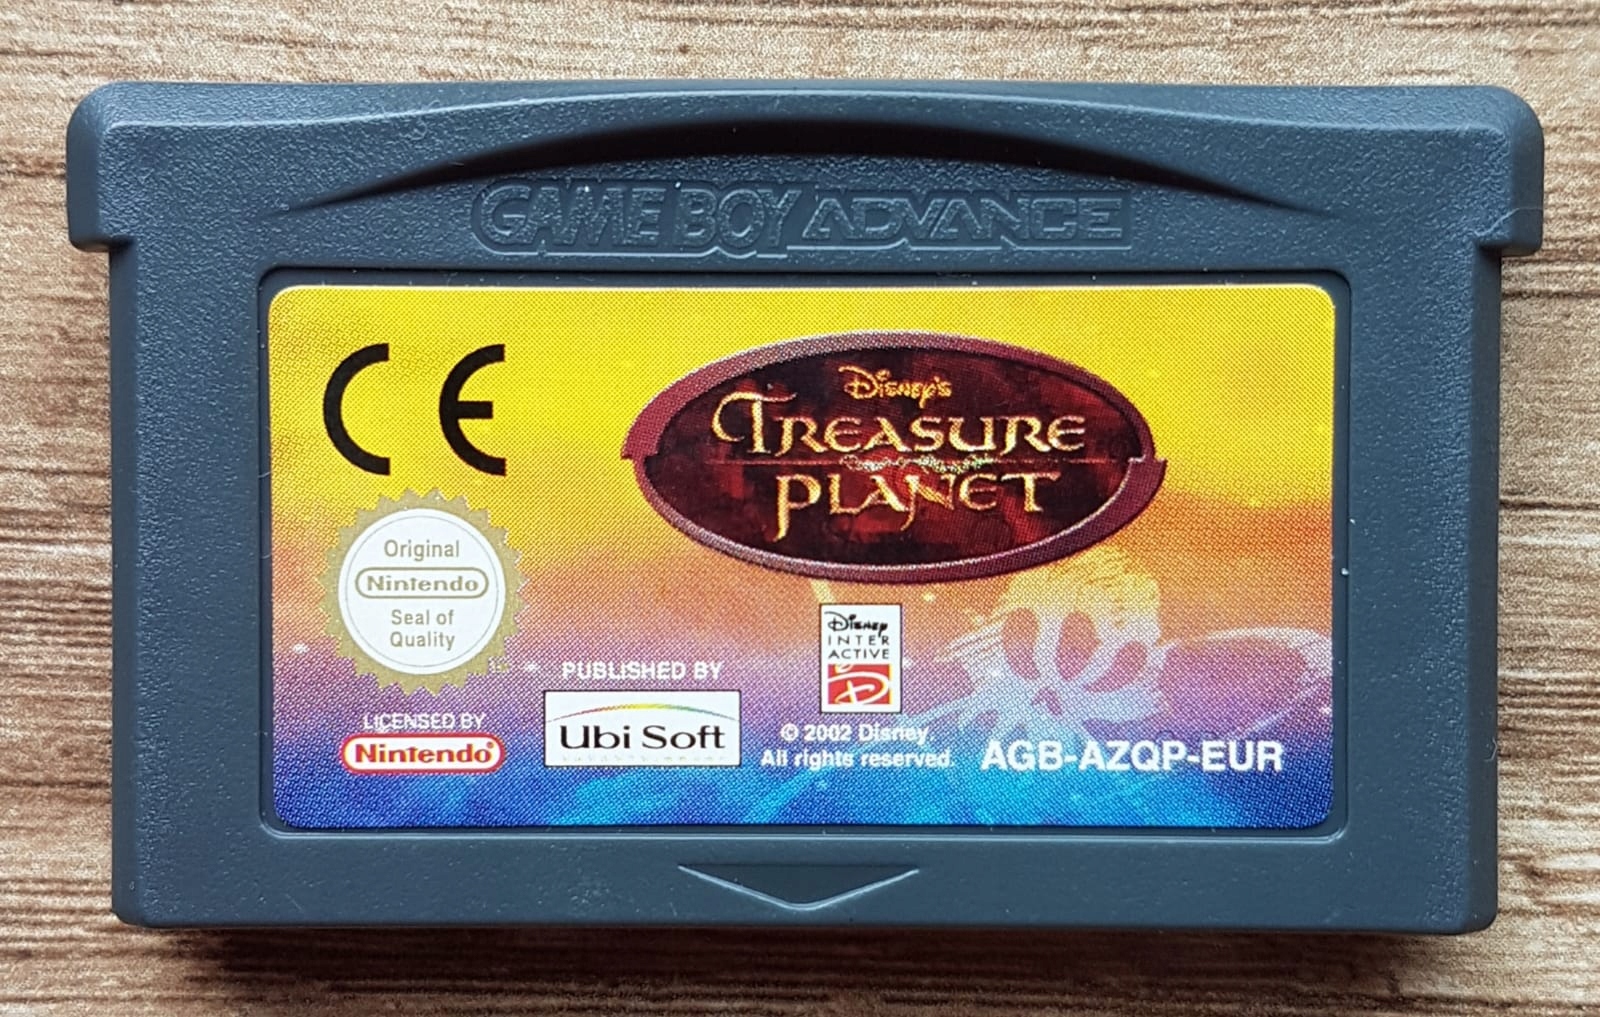 GAME BOY ADVANCE
CE
Disney's
TREASURE
PLANET
Original
Nintendo
Seal of
Quality
LICENSED BY
Nintendo®
PUBLISHED BY
Ubi Soft
Disney
INTER
ACTIVE
D
© 2002 Disney.
All rights reserved.
AGB-AZQP-EUR